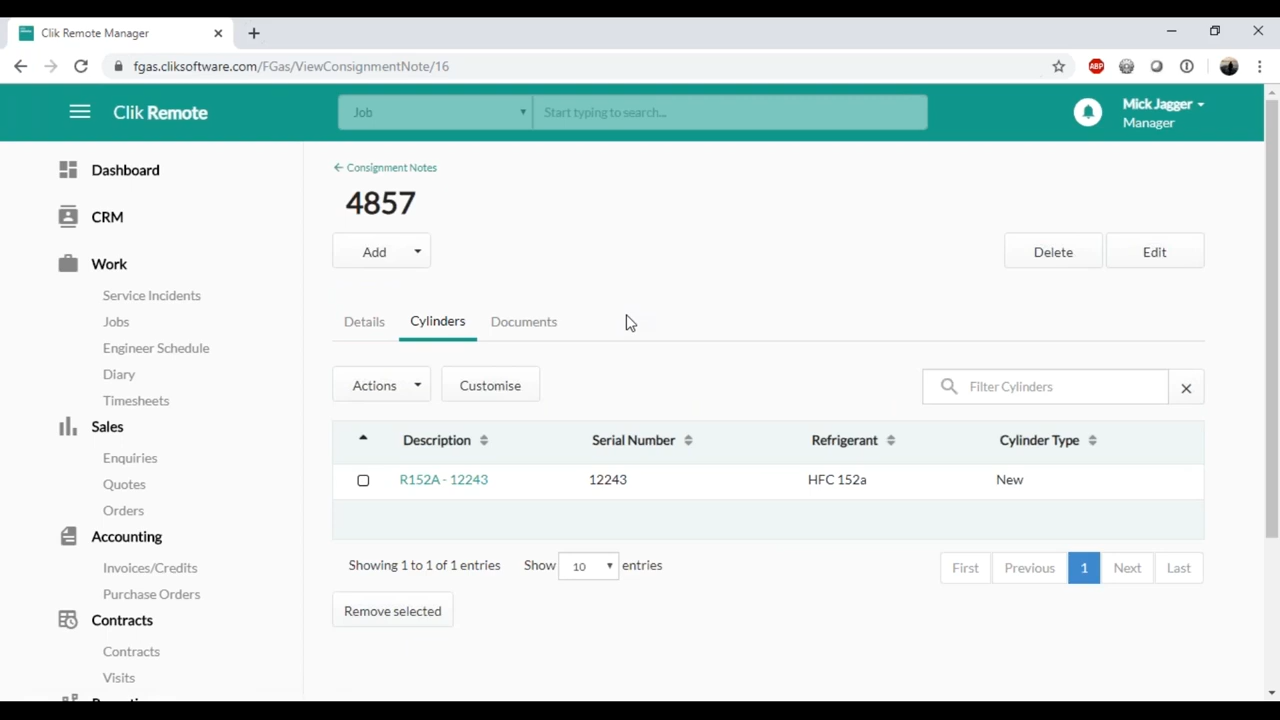 Clik Remote Manager
fgas.cliksoftware.com/FGas/ViewConsignmentNote/16
ABP
Clik Remote
Job
Start typing to search...
Mick Jagger
Manager
Dashboard
CRM
Work
Service Incidents
Jobs
Engineer Schedule
Diary
Timesheets
Sales
Enquiries
Quotes
Orders
Accounting
Invoices/Credits
Purchase Orders
Contracts
Contracts
Visits
← Consignment Notes
4857
Add
Delete
Edit
Details
Cylinders
Documents
Actions
Customise
Filter Cylinders
Description
Serial Number
Refrigerant
Cylinder Type
R152A - 12243
12243
HFC 152a
New
Showing 1 to 1 of 1 entries
Show 10 entries
First
Previous
1
Next
Last
Remove selected